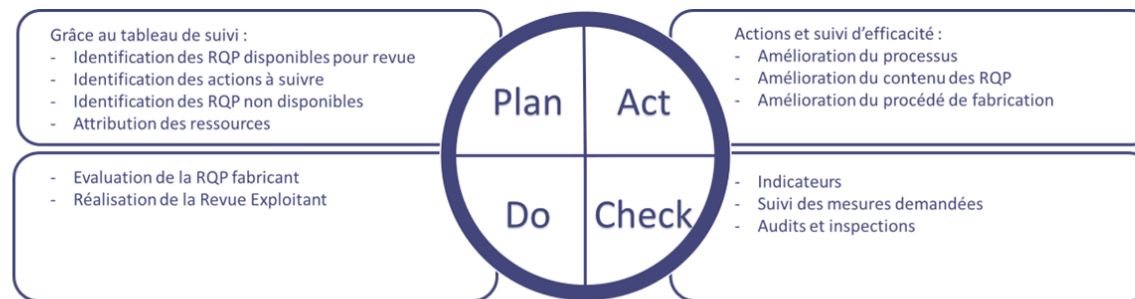 Grâce au tableau de suivi :
- Identification des RQP disponibles pour revue
- Identification des actions à suivre
- Identification des RQP non disponibles
- Attribution des ressources
Plan
Act
Actions et suivi d’efficacité :
- Amélioration du processus
- Amélioration du contenu des RQP
- Amélioration du procédé de fabrication
- Evaluation de la RQP fabricant
- Réalisation de la Revue Exploitant
Do
Check
- Indicateurs
- Suivi des mesures demandées
- Audits et inspections